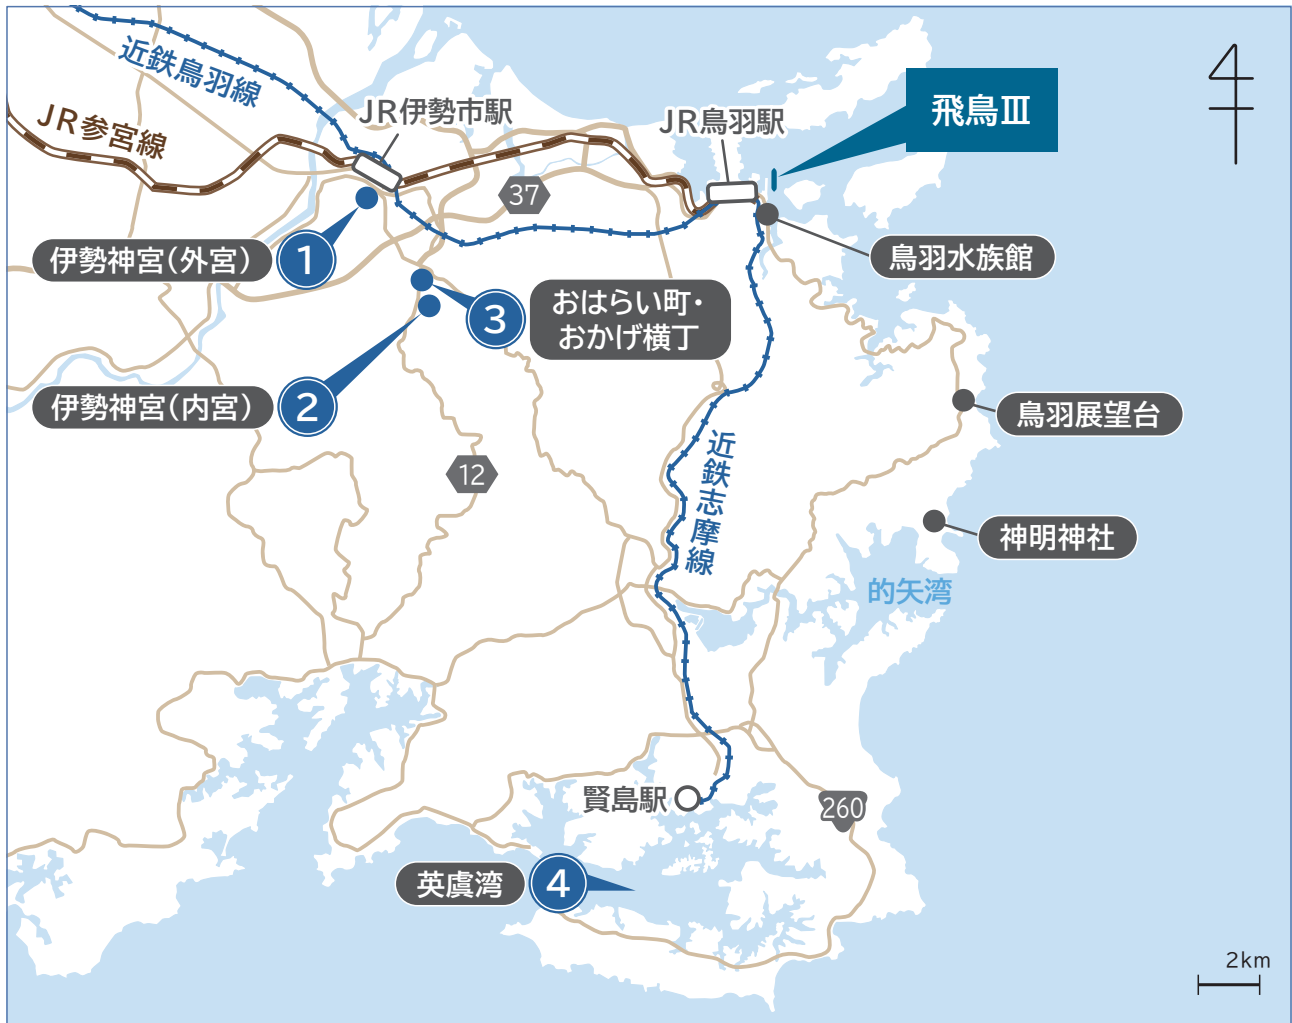 近鉄鳥羽線
JR参宮線
JR伊勢市駅
JR鳥羽駅
飛鳥Ⅲ
37
伊勢神宮(外宮)
1
鳥羽水族館
3
おはらい町・
おかげ横丁
伊勢神宮(内宮)
2
鳥羽展望台
12
近鉄志摩線
神明神社
的矢湾
賢島駅
260
英虞湾
4
2km